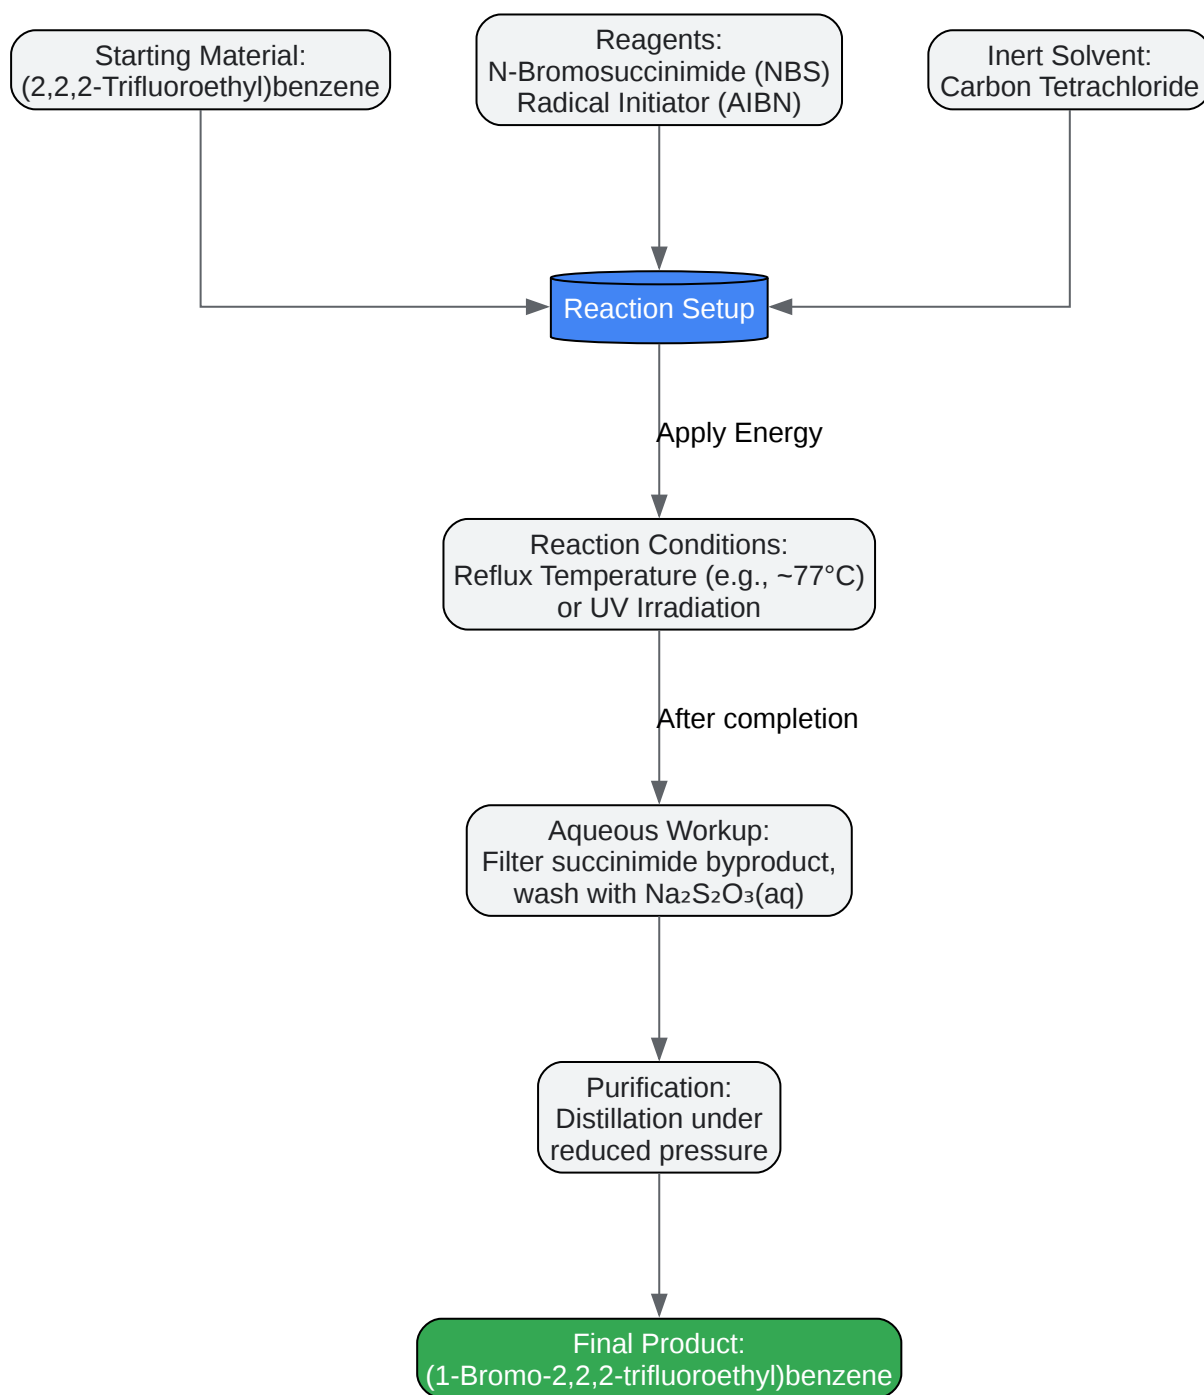 Starting Material:
(2,2,2-Trifluoroethyl)benzene
Reagents:
N-Bromosuccinimide (NBS)
Radical Initiator (AIBN)
Inert Solvent:
Carbon Tetrachloride
Reaction Setup
Apply Energy
Reaction Conditions:
Reflux Temperature (e.g., ~77°C)
or UV Irradiation
After completion
Aqueous Workup:
Filter succinimide byproduct,
wash with Na₂S₂O₃(aq)
Purification:
Distillation under
reduced pressure
Final Product:
(1-Bromo-2,2,2-trifluoroethyl)benzene